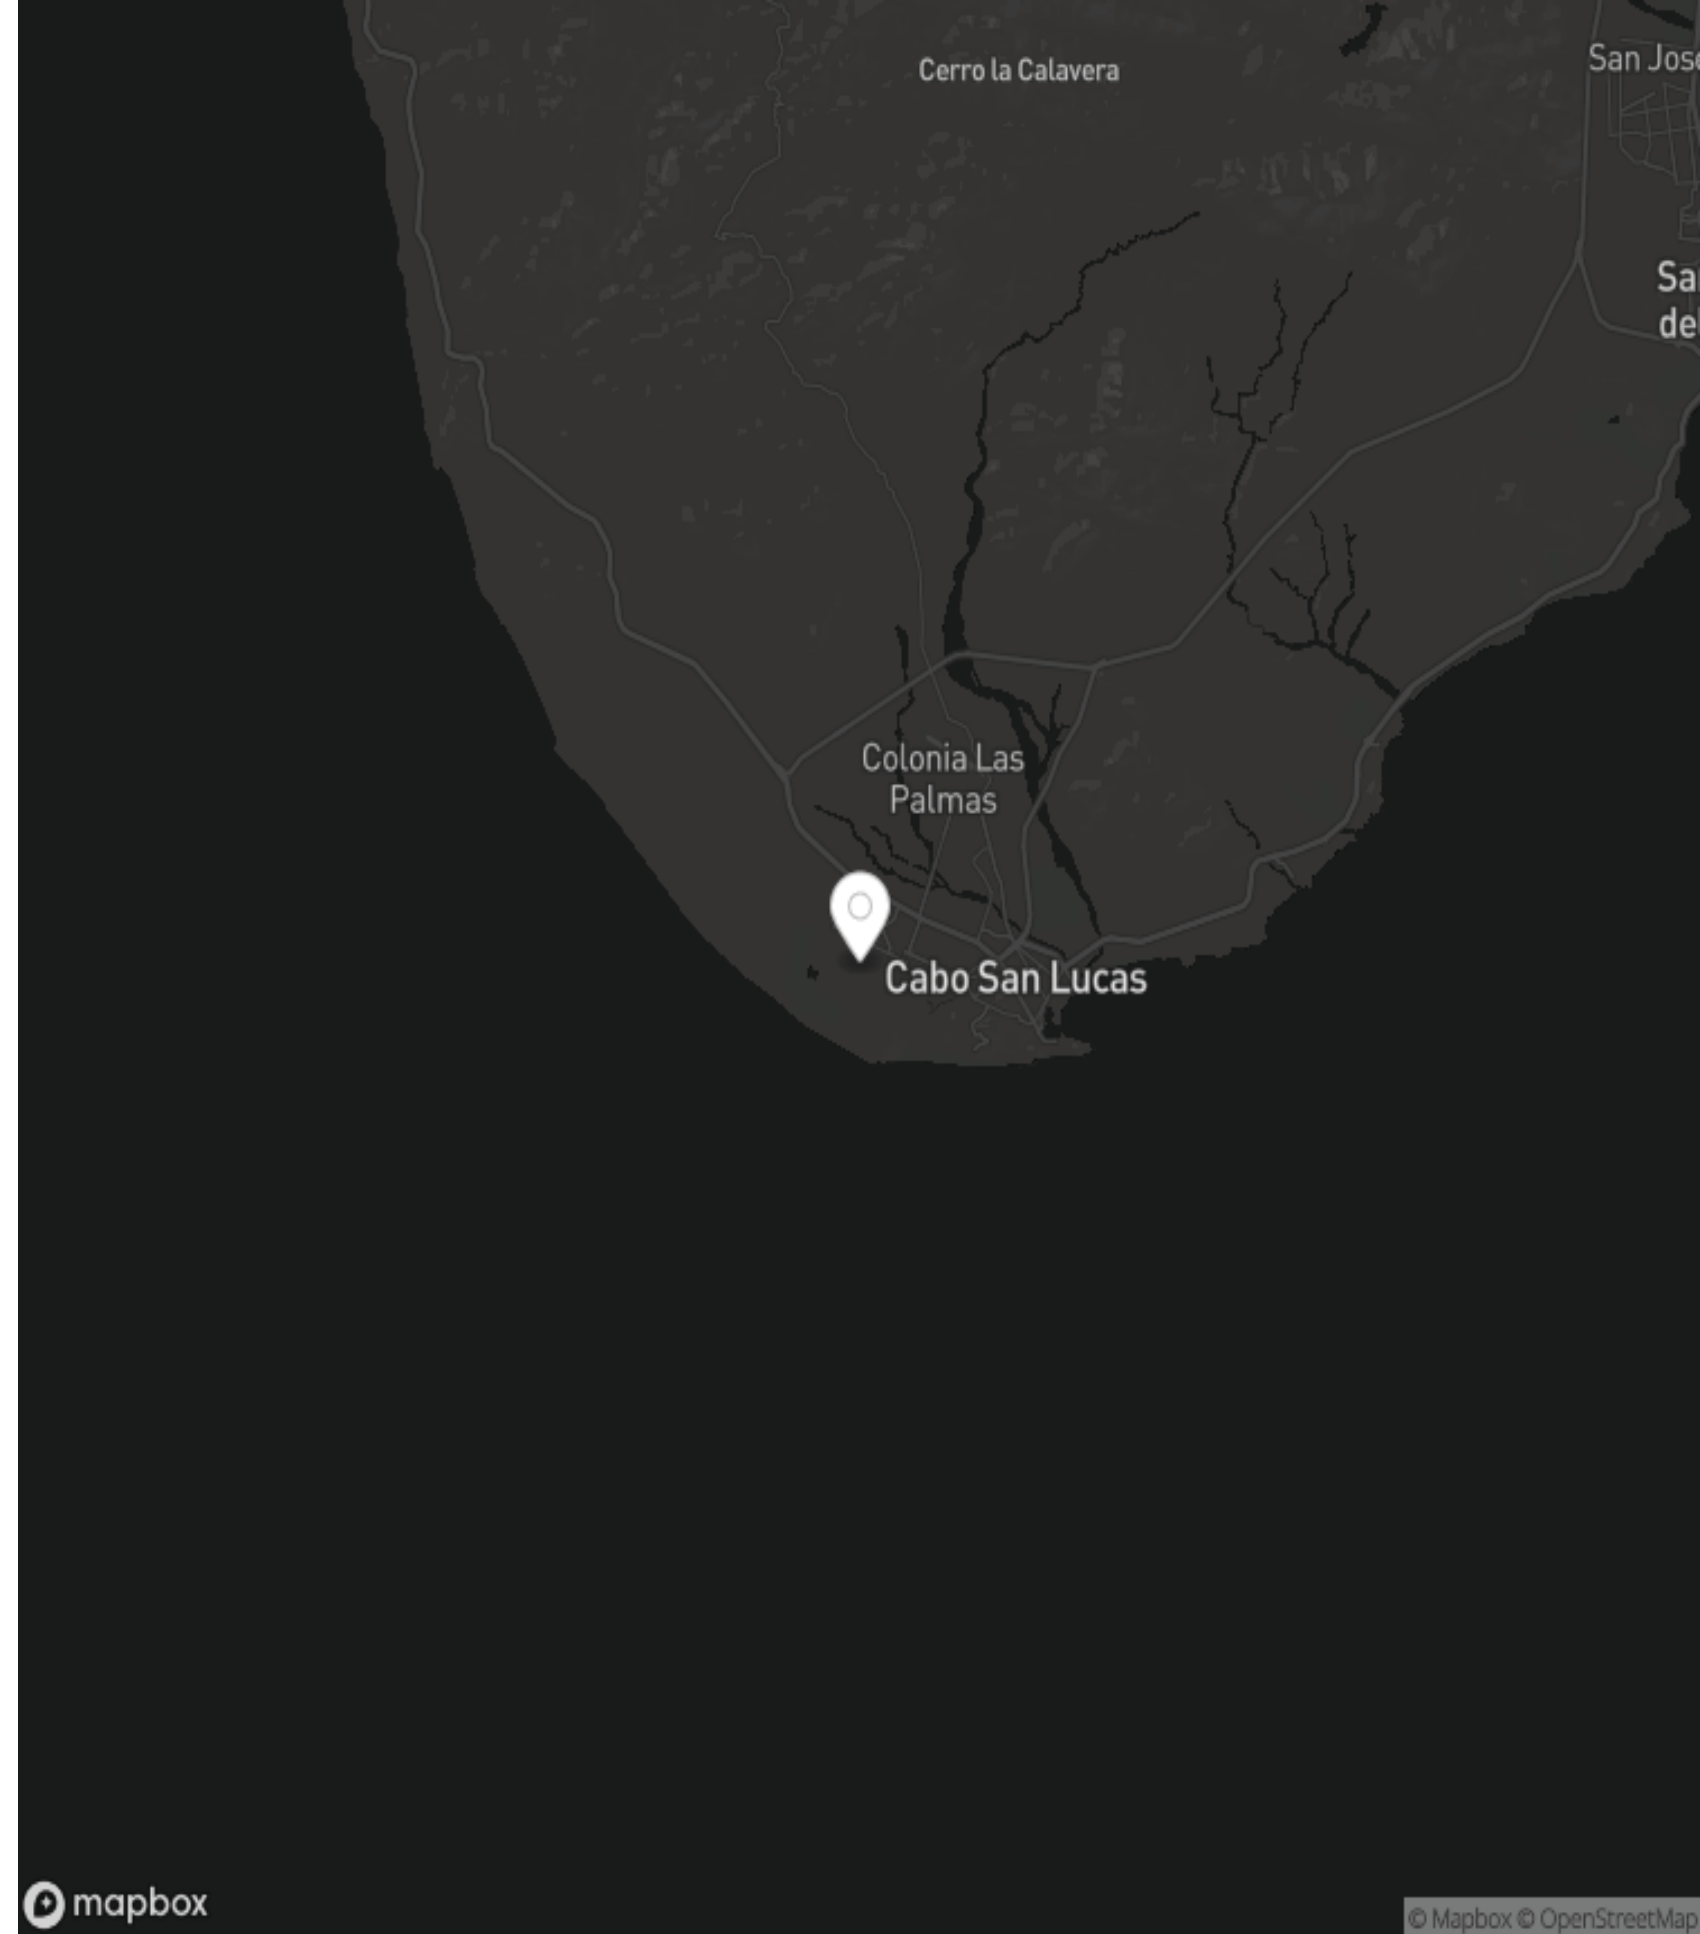 Cerro la Calavera
San Jos
Sa
de
Colonia Las
Palmas
Cabo San Lucas
mapbox
© Mapbox © OpenStreetMap